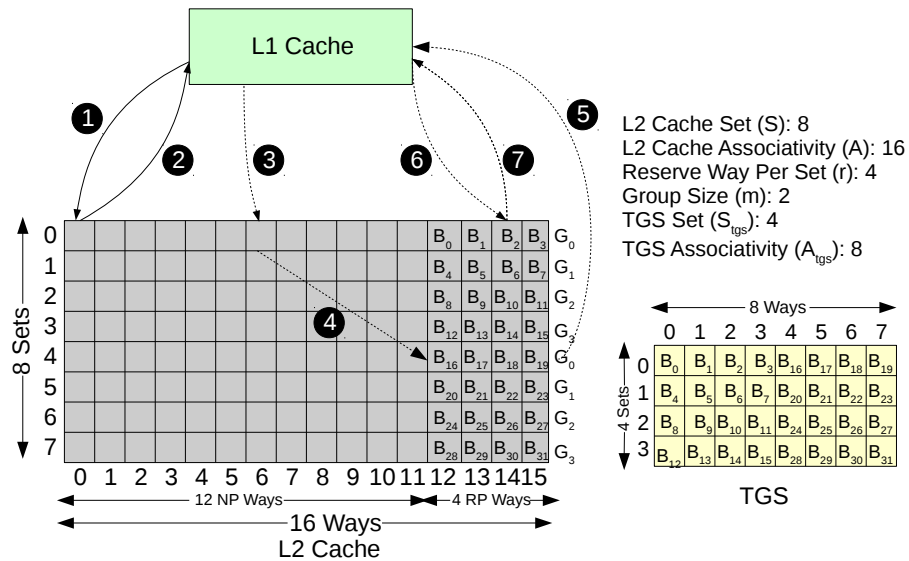 L1 Cache
1
2
3
6
7
5
4
L2 Cache Set (S): 8
L2 Cache Associativity (A): 16
Reserve Way Per Set (r): 4
Group Size (m): 2
TGS Set (Stgs): 4
TGS Associativity (Atgs): 8
8 Sets
0 B0 B1 B2 B3 G0
1 B4 B5 B6 B7 G1
2 B8 B9 B10 B11 G2
3 B12 B13 B14 B15 G3
4 B16 B17 B18 B19 G0
5 B20 B21 B22 B23 G1
6 B24 B25 B26 B27 G2
7 B28 B29 B30 B31 G3
0 1 2 3 4 5 6 7 8 9 10 11 12 13 14 15
12 NP Ways 4 RP Ways
16 Ways
L2 Cache
8 Ways
0 1 2 3 4 5 6 7
4 Sets
0 B0 B1 B2 B3 B16 B17 B18 B19
1 B4 B5 B6 B7 B20 B21 B22 B23
2 B8 B9 B10 B11 B24 B25 B26 B27
3 B12 B13 B14 B15 B28 B29 B30 B31
TGS